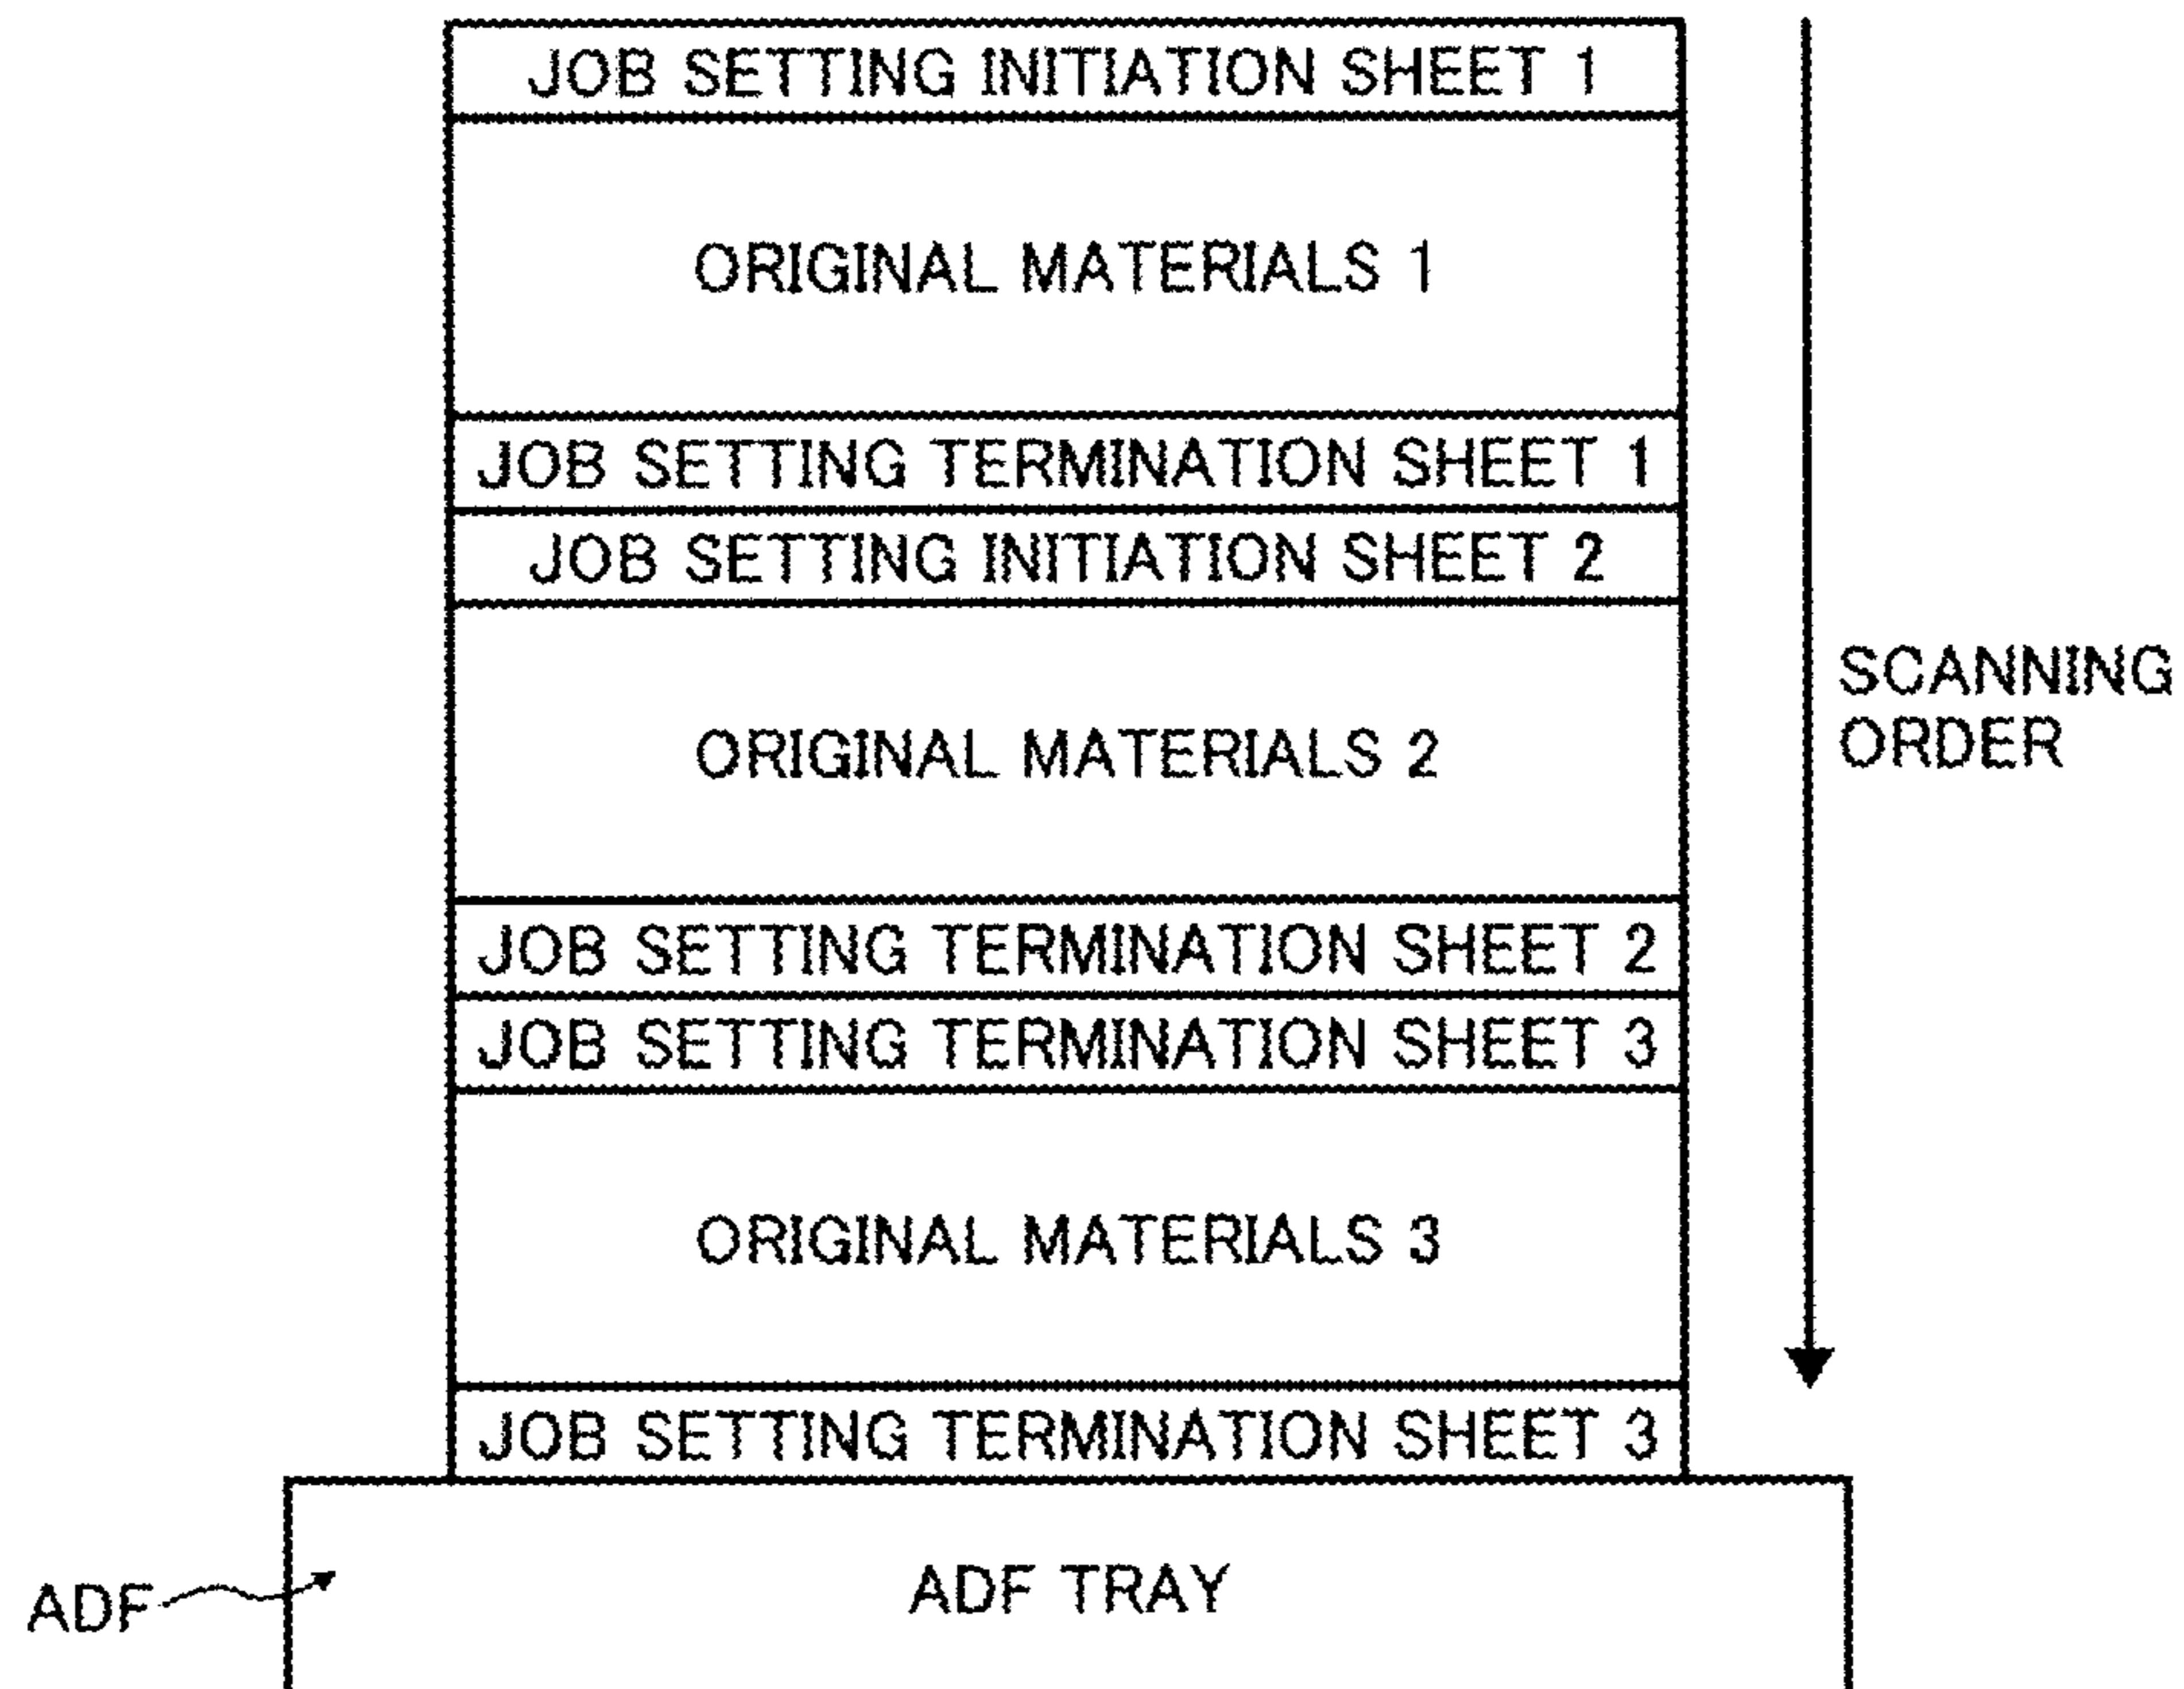 JOB SETTING INITIATION SHEET 1
ORIGINAL MATERIALS 1
JOB SETTING TERMINATION SHEET 1
JOB SETTING INITIATION SHEET 2
ORIGINAL MATERIALS 2
SCANNING
ORDER
JOB SETTING TERMINATION SHEET 2
JOB SETTING TERMINATION SHEET 3
ORIGINAL MATERIALS 3
JOB SETTING TERMINATION SHEET 3
ADF TRAY
ADF